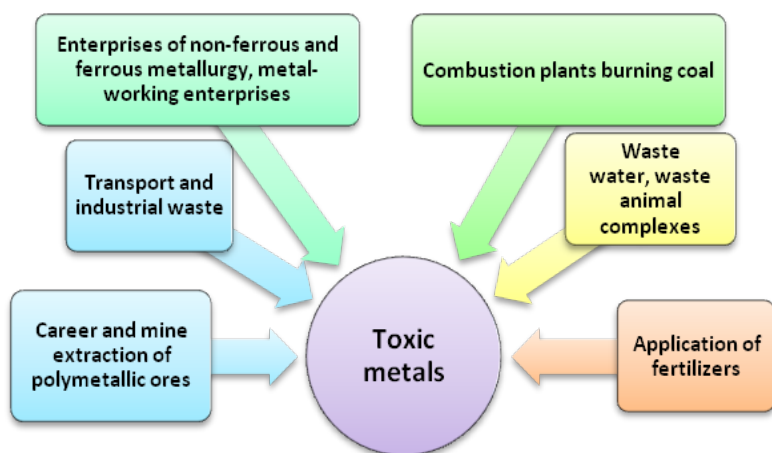 Enterprises of non-ferrous and
ferrous metallurgy, metal-
working enterprises
Combustion plants burning coal
Transport and
industrial waste
Waste
water, waste
animal
complexes
Career and mine
extraction of
polymetallic ores
Toxic
metals
Application of
fertilizers